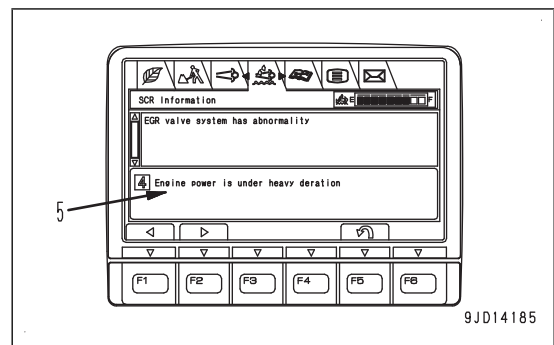 SCR Information
E F
EGR valve system has abnormality
4 Engine power is under heavy deration
5
F1 F2 F3 F4 F5 F6
9JD14185